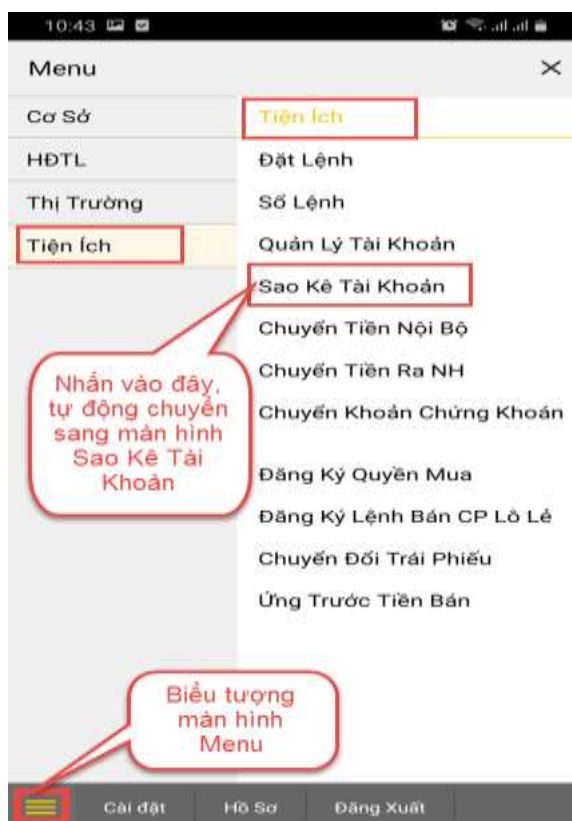 10:43
Menu
Cơ Sở
HĐTL
Thị Trường
Tiện Ích
Tiện Ích
Đặt Lệnh
Sổ Lệnh
Quản Lý Tài Khoản
Sao Kê Tài Khoản
Chuyển Tiền Nội Bộ
Chuyển Tiền Ra NH
Chuyển Khoản Chứng Khoán
Đăng Ký Quyền Mua
Đăng Ký Lệnh Bán CP Lô Lẻ
Chuyển Đổi Trái Phiếu
Ứng Trước Tiền Bán
Nhấn vào đây,
tự động chuyển
sang màn hình
Sao Kê Tài
Khoản
Biểu tượng
màn hình
Menu
Cài đặt
Hồ Sơ
Đăng Xuất